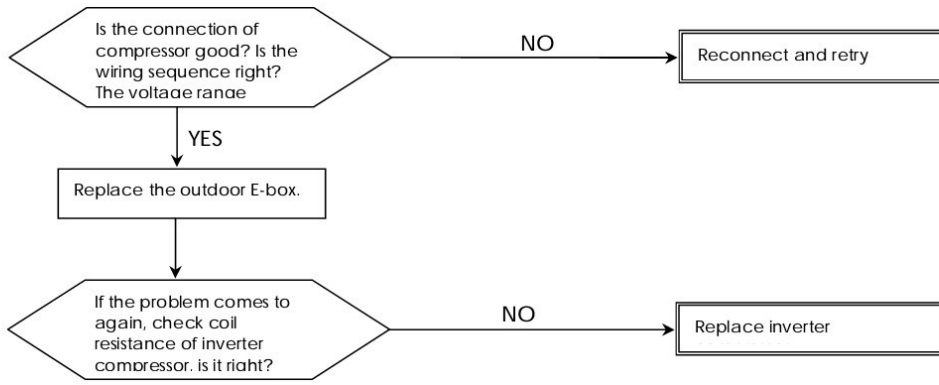 Is the connection of
compressor good? Is the
wiring sequence right?
The voltage range
NO
Reconnect and retry
YES
Replace the outdoor E-box.
If the problem comes to
again, check coil
resistance of inverter
compressor, is it right?
NO
Replace inverter